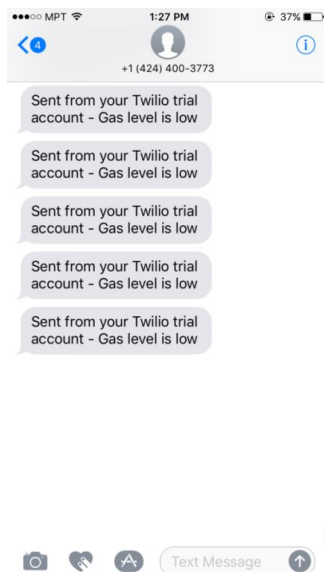 MPT 1:27 PM 37%
4
+1 (424) 400-3773
Sent from your Twilio trial
account - Gas level is low
Sent from your Twilio trial
account - Gas level is low
Sent from your Twilio trial
account - Gas level is low
Sent from your Twilio trial
account - Gas level is low
Sent from your Twilio trial
account - Gas level is low
Text Message